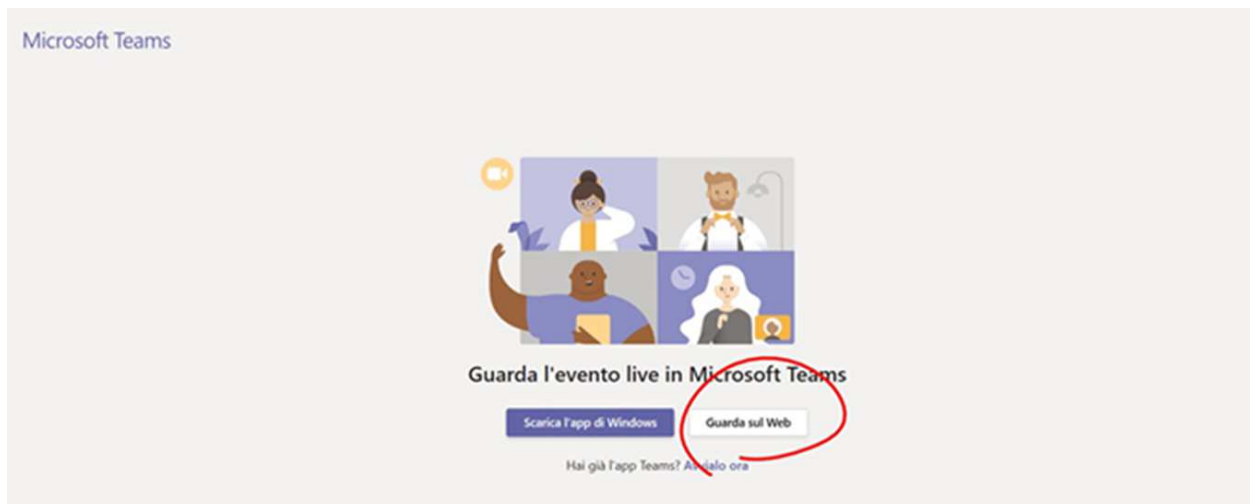 Microsoft Teams
Guarda l'evento live in Microsoft Teams
Scarica l'app di Windows
Guarda sul Web
Hai già l'app Teams? Avvialo ora